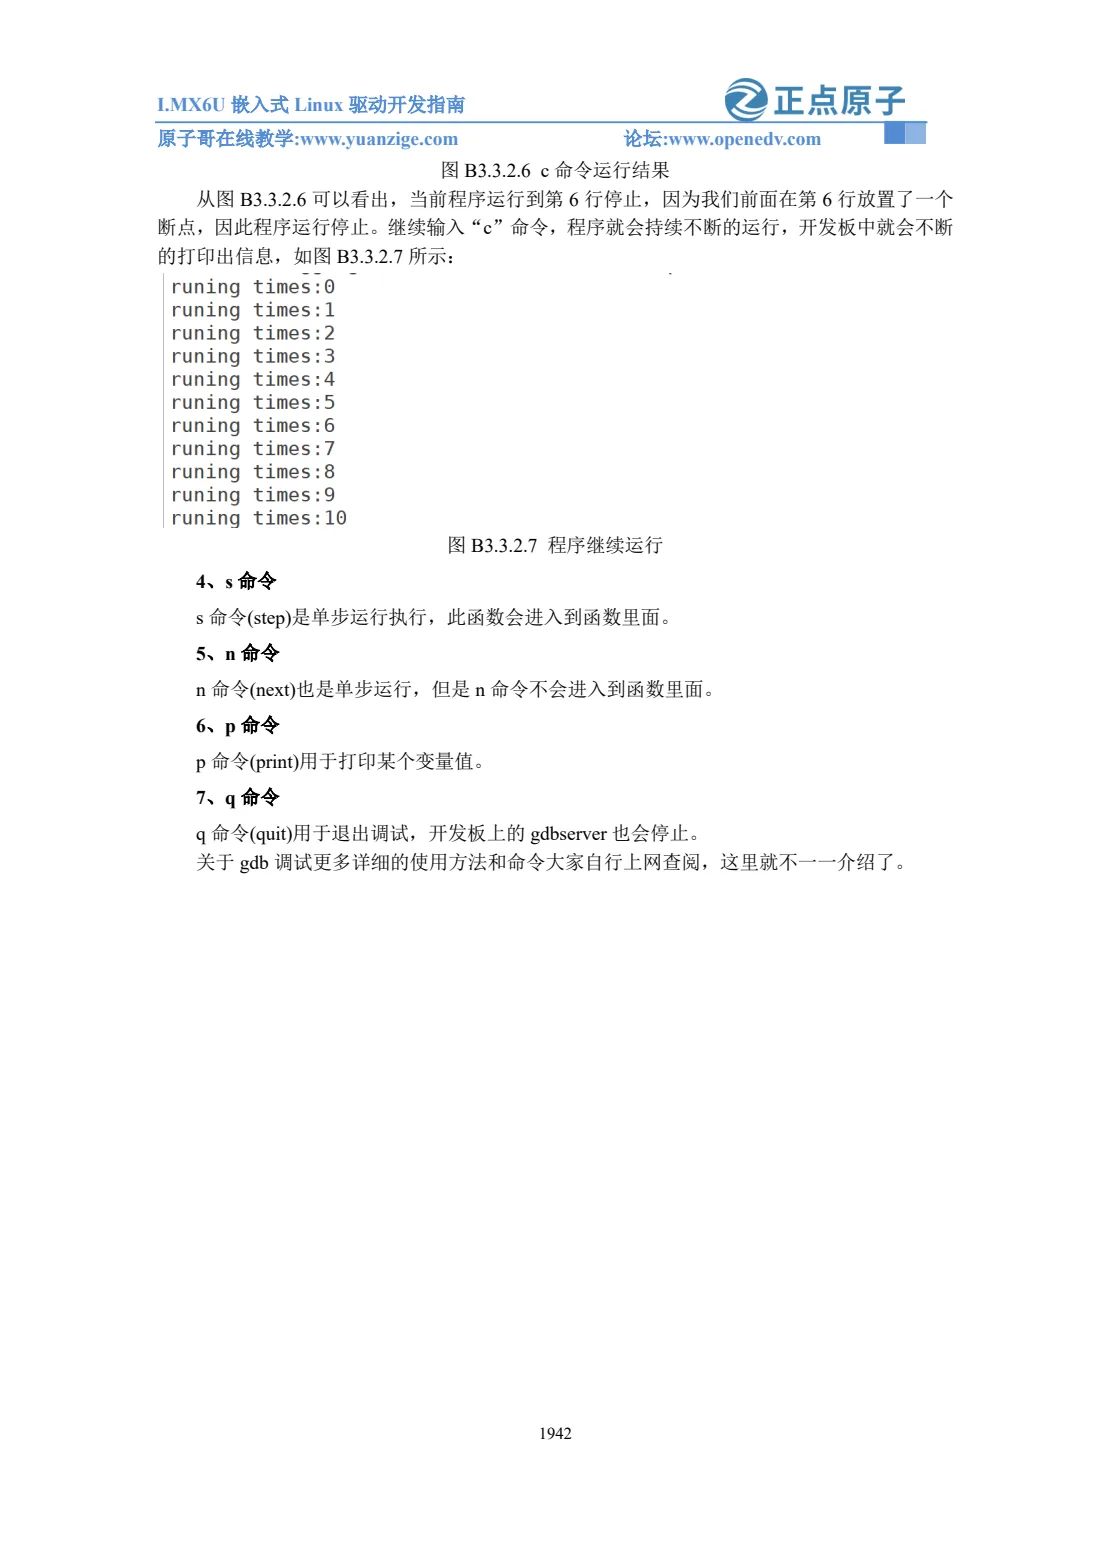 I.MX6U 嵌入式 Linux 驱动开发指南
正点原子
原子哥在线教学:www.yuanzige.com 论坛:www.openedv.com
图 B3.3.2.6 c 命令运行结果
从图 B3.3.2.6 可以看出，当前程序运行到第 6 行停止，因为我们前面在第 6 行放置了一个
断点，因此程序运行停止。继续输入“c”命令，程序就会持续不断的运行，开发板中就会不断
的打印出信息，如图 B3.3.2.7 所示：
runing times:0
runing times:1
runing times:2
runing times:3
runing times:4
runing times:5
runing times:6
runing times:7
runing times:8
runing times:9
runing times:10
图 B3.3.2.7 程序继续运行
4、s 命令
s 命令(step)是单步运行执行，此函数会进入到函数里面。
5、n 命令
n 命令(next)也是单步运行，但是 n 命令不会进入到函数里面。
6、p 命令
p 命令(print)用于打印某个变量值。
7、q 命令
q 命令(quit)用于退出调试，开发板上的 gdbserver 也会停止。
关于 gdb 调试更多详细的使用方法和命令大家自行上网查阅，这里就不一一介绍了。
1942